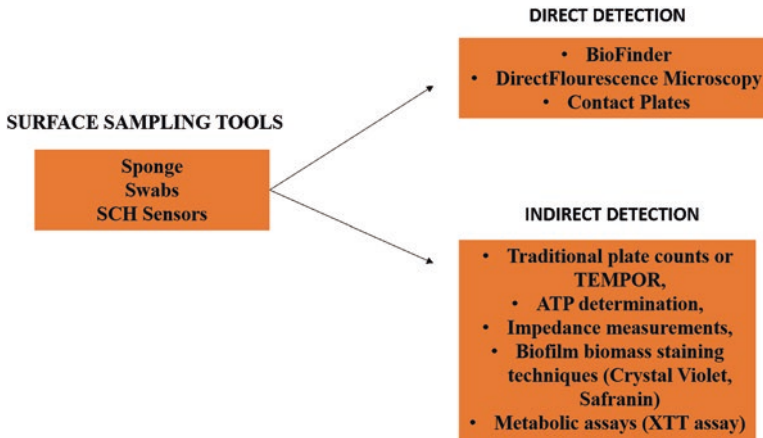 SURFACE SAMPLING TOOLS
Sponge
Swabs
SCH Sensors
DIRECT DETECTION
• BioFinder
• DirectFlourescence Microscopy
• Contact Plates
INDIRECT DETECTION
• Traditional plate counts or
TEMPOR,
• ATP determination,
• Impedance measurements,
• Biofilm biomass staining
techniques (Crystal Violet,
Safranin)
• Metabolic assays (XTT assay)